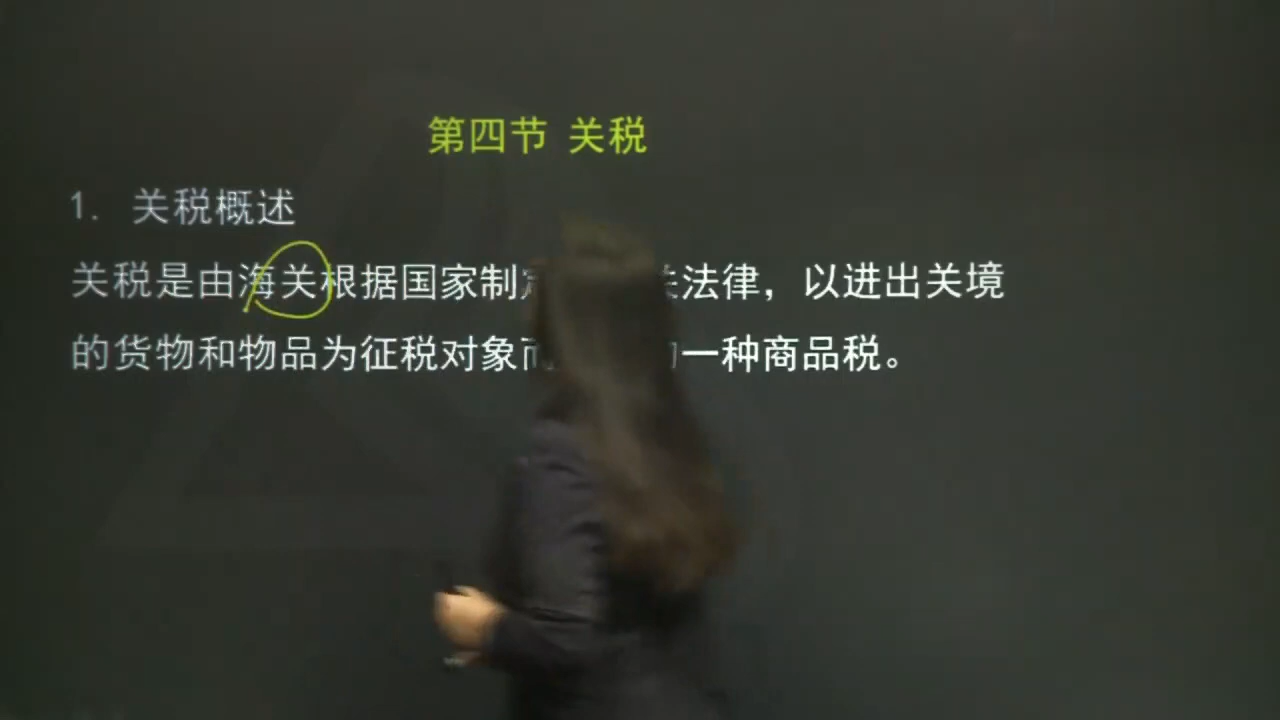 第四节 关税
1. 关税概述
关税是由海关根据国家制 法律，以进出关境
的货物和物品为征税对象 一种商品税。